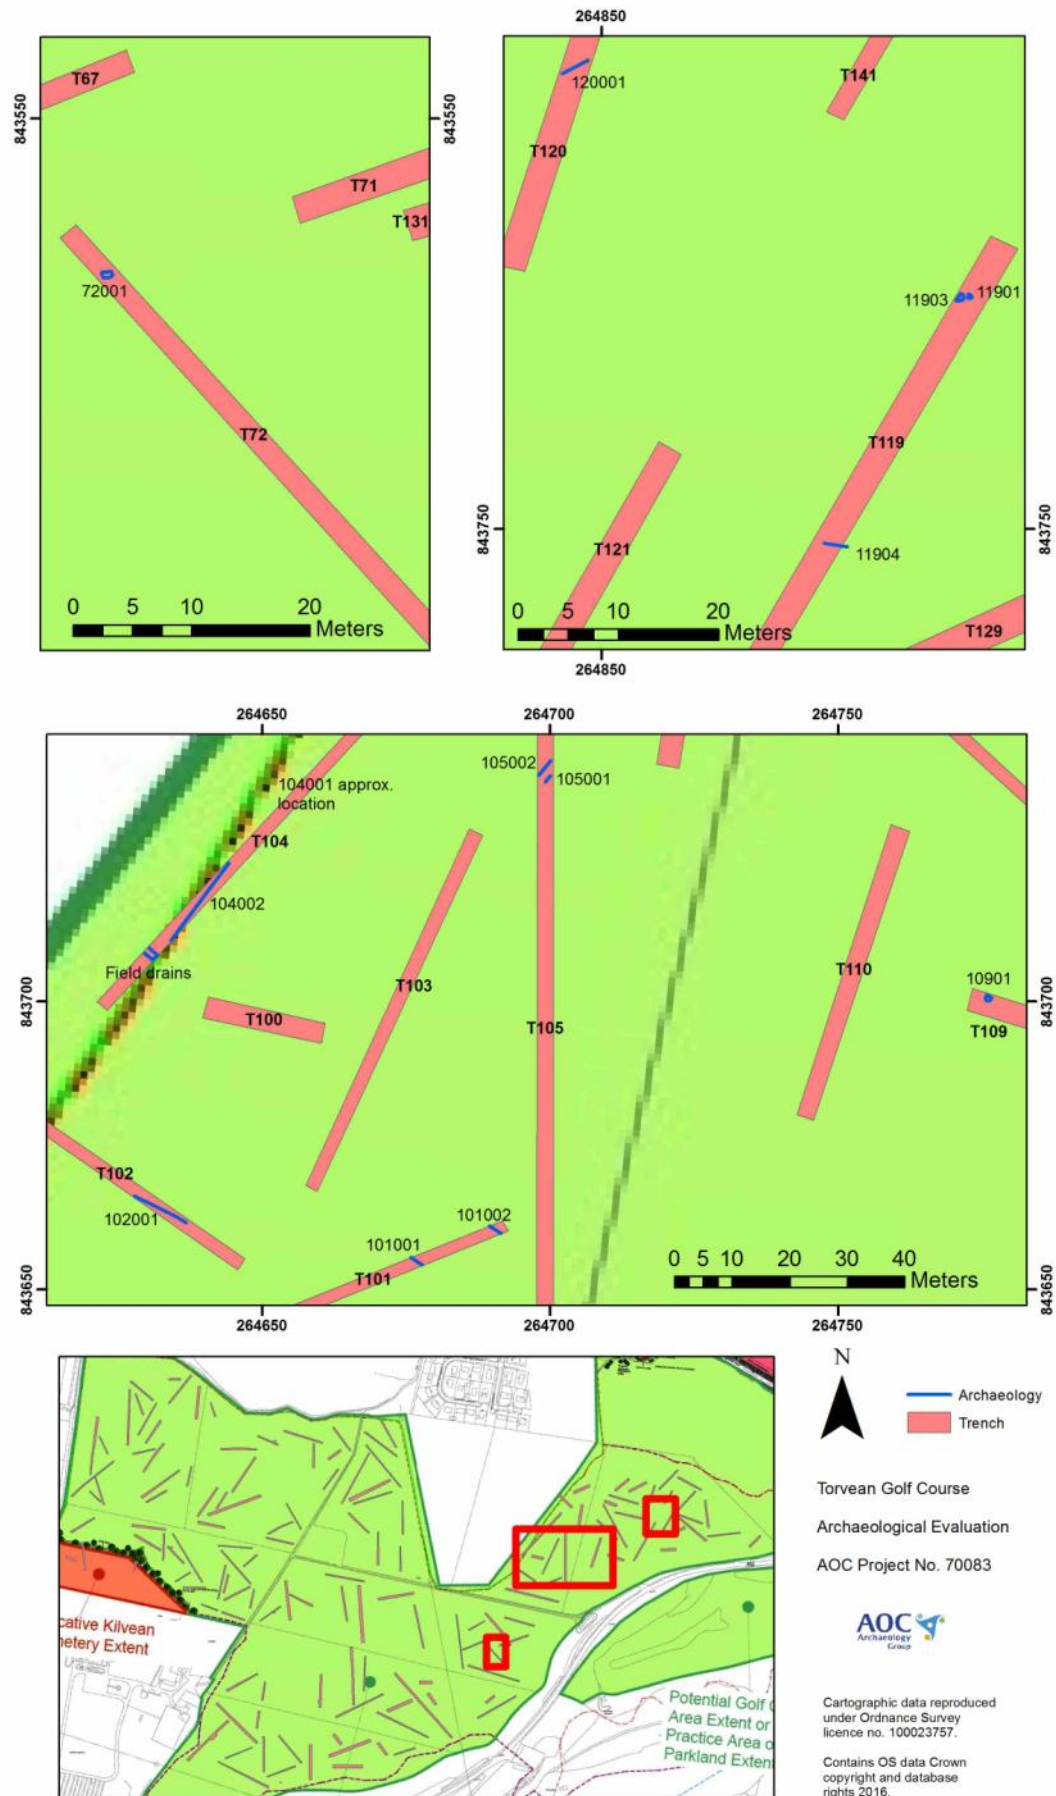 264850
T67
843550
843550
T71
T131
72001
T72
0 5 10 20
Meters
120001
T141
T120
11903
11901
T119
843750
843750
T121
11904
0 5 10 20
Meters
T129
264850
264650
264700
264750
104001 approx.
location
T104
104002
Field drains
105002
105001
T103
T100
T105
T110
10901
T109
843700
843700
T102
102001
101002
101001
T101
0 5 10 20 30 40
Meters
843650
843650
264650
264700
264750
cative Kilvean
netery Extent
Potential Golf
Area Extent or
Practice Area o
Parkland Exten
N
Archaeology
Trench
Torvean Golf Course
Archaeological Evaluation
AOC Project No. 70083
AOC
Archaeology
Group
Cartographic data reproduced
under Ordnance Survey
licence no. 100023757.
Contains OS data Crown
copyright and database
rights 2016.